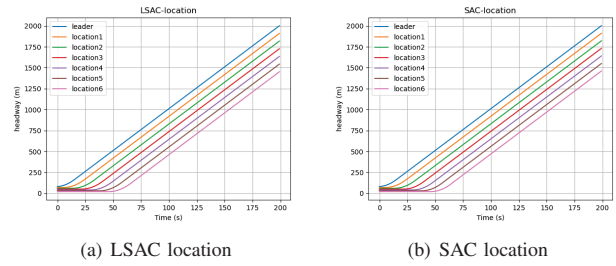 LSAC-location
2000
1750
1500
1250
1000
750
500
250
0
headway (m)
leader
location1
location2
location3
location4
location5
location6
0 25 50 75 100 125 150 175 200
Time (s)
(a) LSAC location
SAC-location
2000
1750
1500
1250
1000
750
500
250
0
headway (m)
leader
location1
location2
location3
location4
location5
location6
0 25 50 75 100 125 150 175 200
Time (s)
(b) SAC location